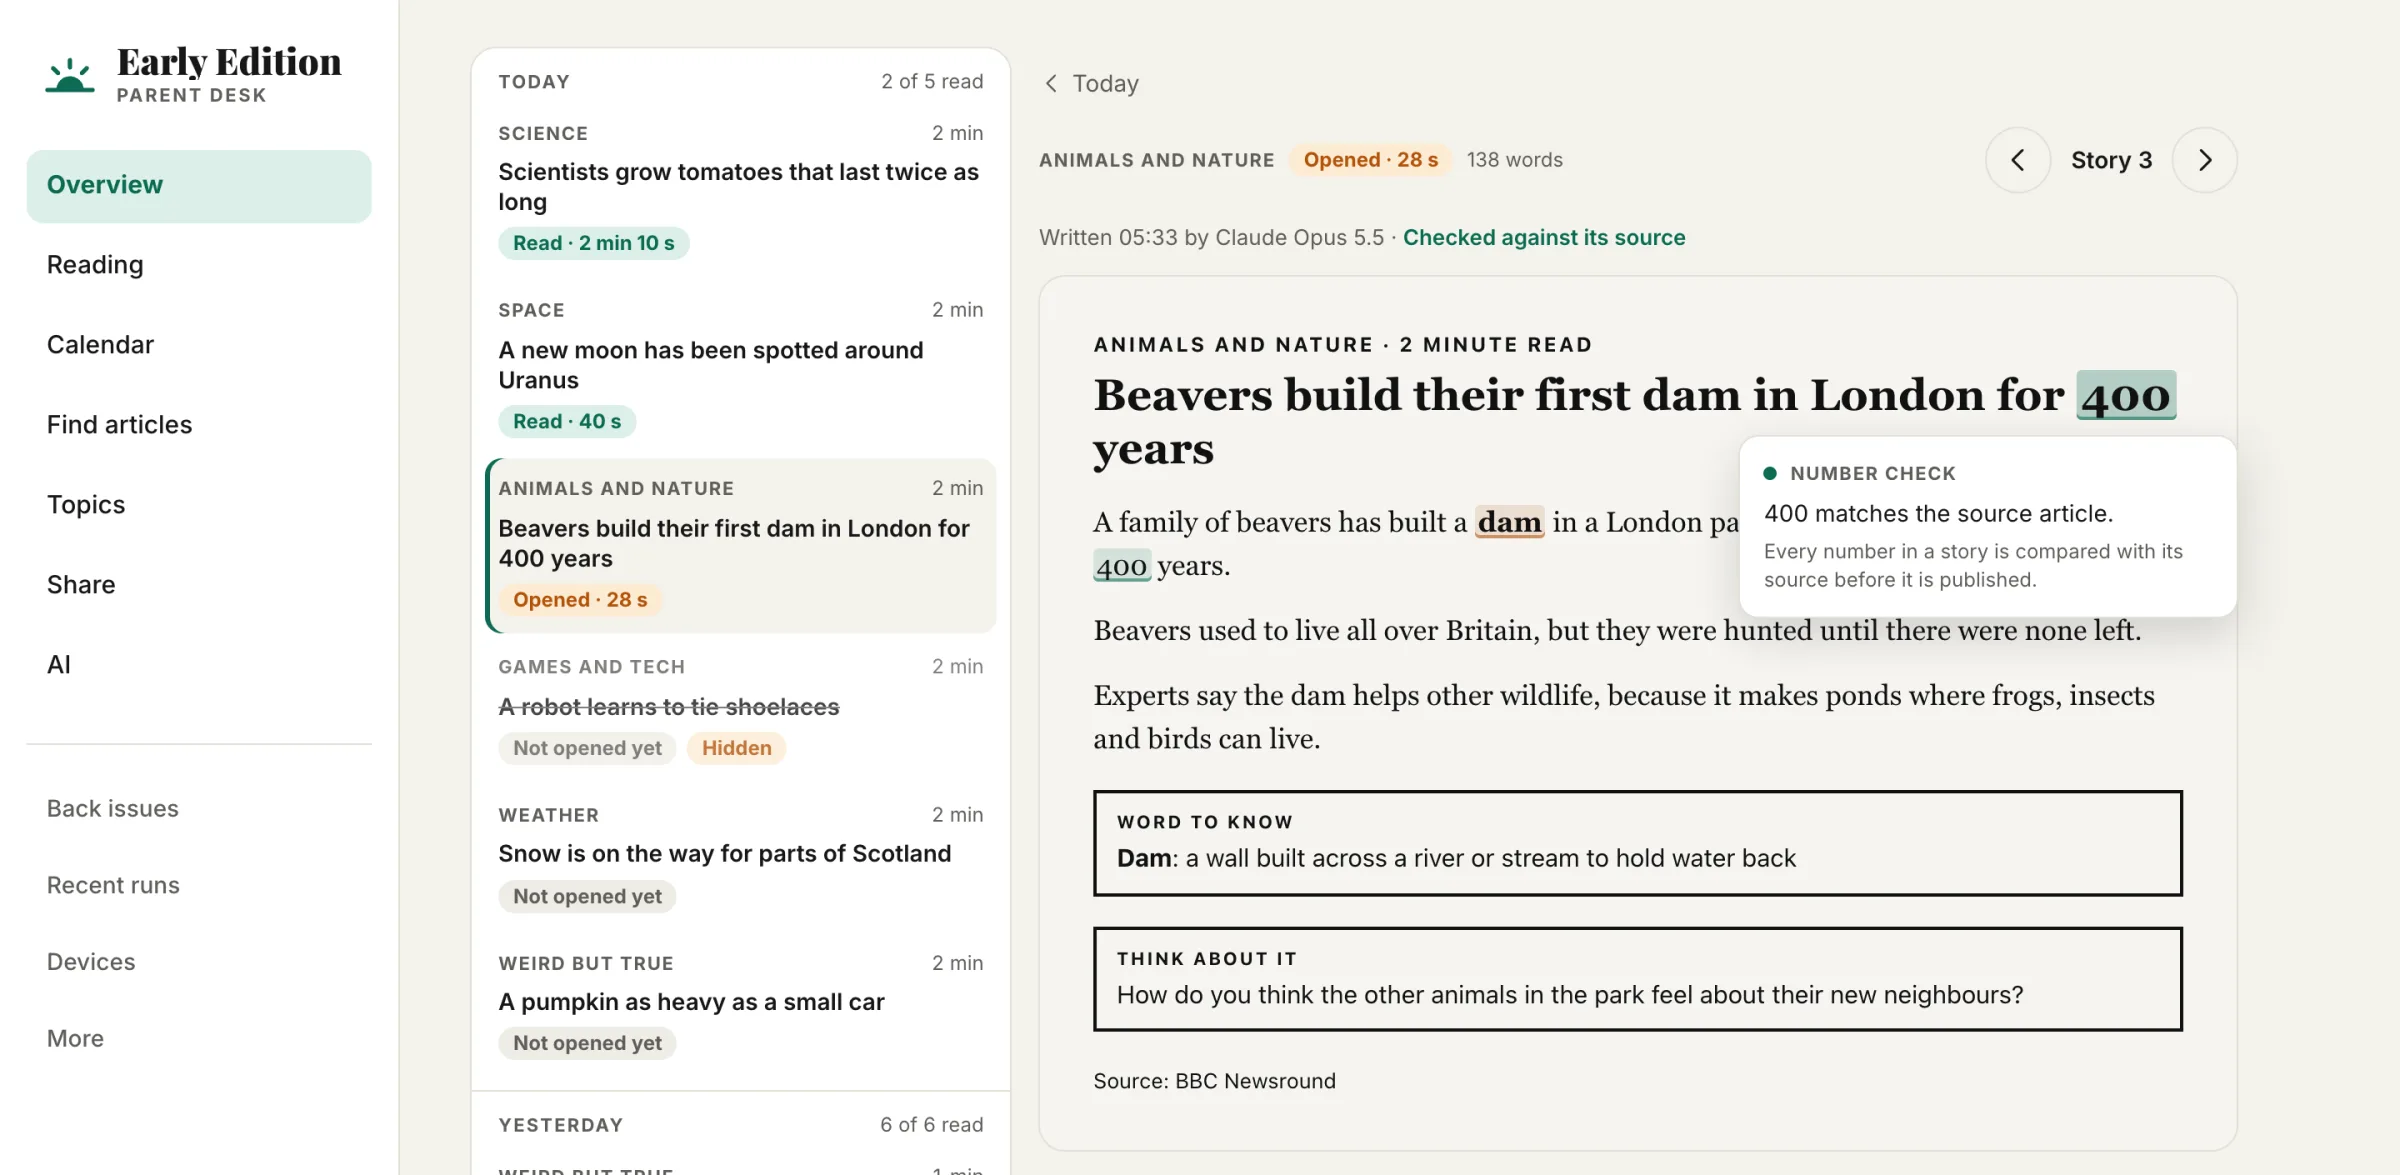 Early Edition
PARENT DESK
Overview
Reading
Calendar
Find articles
Topics
Share
AI
Back issues
Recent runs
Devices
More
TODAY 2 of 5 read
SCIENCE 2 min
Scientists grow tomatoes that last twice as
long
Read · 2 min 10 s
SPACE 2 min
A new moon has been spotted around
Uranus
Read · 40 s
ANIMALS AND NATURE 2 min
Beavers build their first dam in London for
400 years
Opened · 28 s
GAMES AND TECH 2 min
A robot learns to tie shoelaces
Not opened yet Hidden
WEATHER 2 min
Snow is on the way for parts of Scotland
Not opened yet
WEIRD BUT TRUE 2 min
A pumpkin as heavy as a small car
Not opened yet
YESTERDAY 6 of 6 read
WEIRD BUT TRUE 1 min
Today
ANIMALS AND NATURE Opened · 28 s 138 words
Story 3
Written 05:33 by Claude Opus 5.5 · Checked against its source
ANIMALS AND NATURE · 2 MINUTE READ
Beavers build their first dam in London for 400
years
NUMBER CHECK
400 matches the source article.
Every number in a story is compared with its
source before it is published.
A family of beavers has built a dam in a London pa
400 years.
Beavers used to live all over Britain, but they were hunted until there were none left.
Experts say the dam helps other wildlife, because it makes ponds where frogs, insects
and birds can live.
WORD TO KNOW
Dam: a wall built across a river or stream to hold water back
THINK ABOUT IT
How do you think the other animals in the park feel about their new neighbours?
Source: BBC Newsround